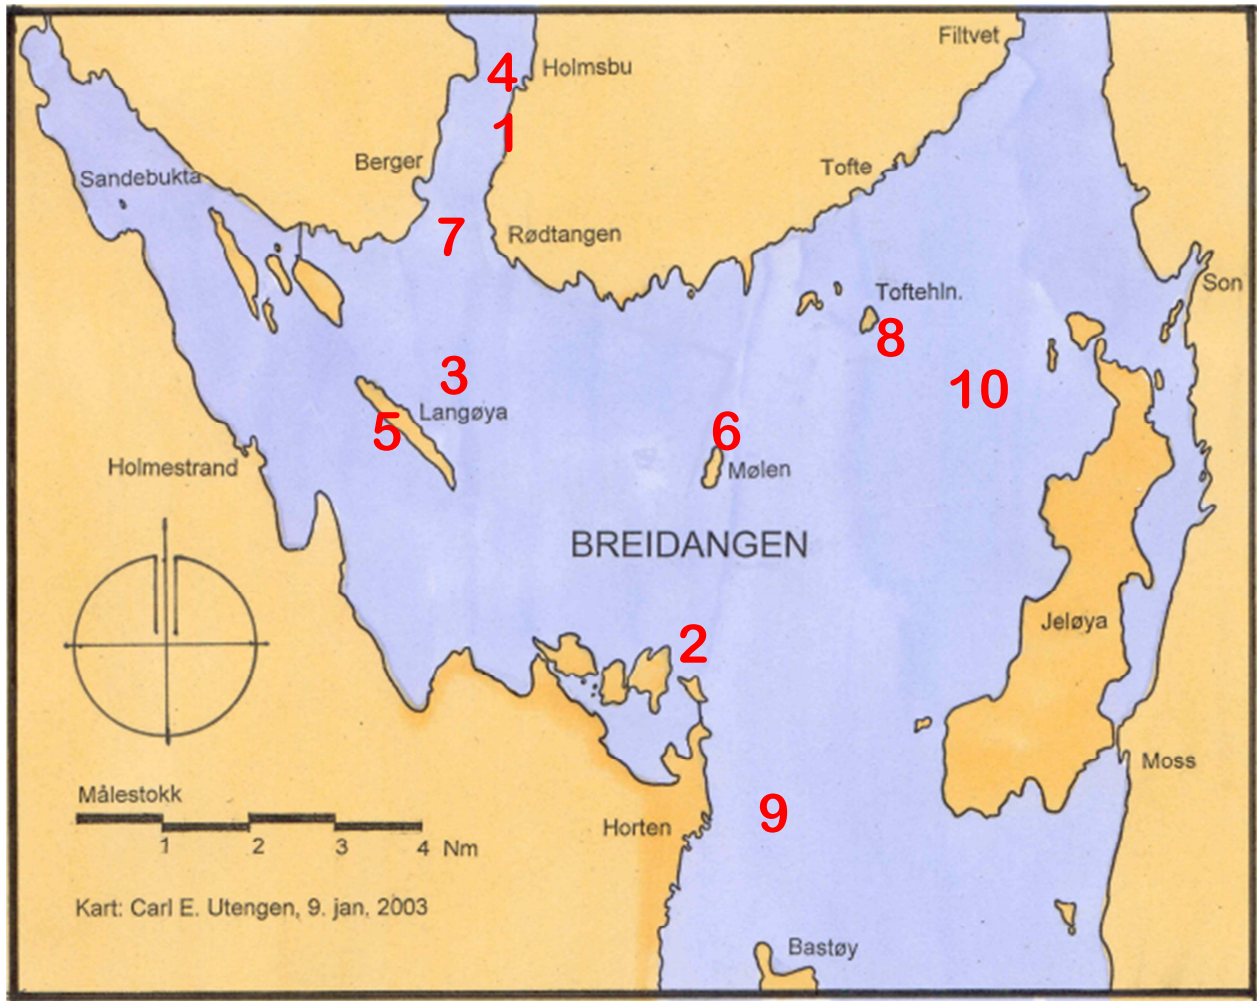 Filtvet
4
Holmsbu
1
Berger
Tofte
Sandebukta
7
Rødtangen
Son
Toftehln.
8
3
10
Langøya
5
6
Holmestrand
Mølen
BREIDANGEN
Jeløya
2
Moss
Målestokk
9
Horten
1 2 3 4 Nm
Kart: Carl E. Utengen, 9. jan, 2003
Bastøy